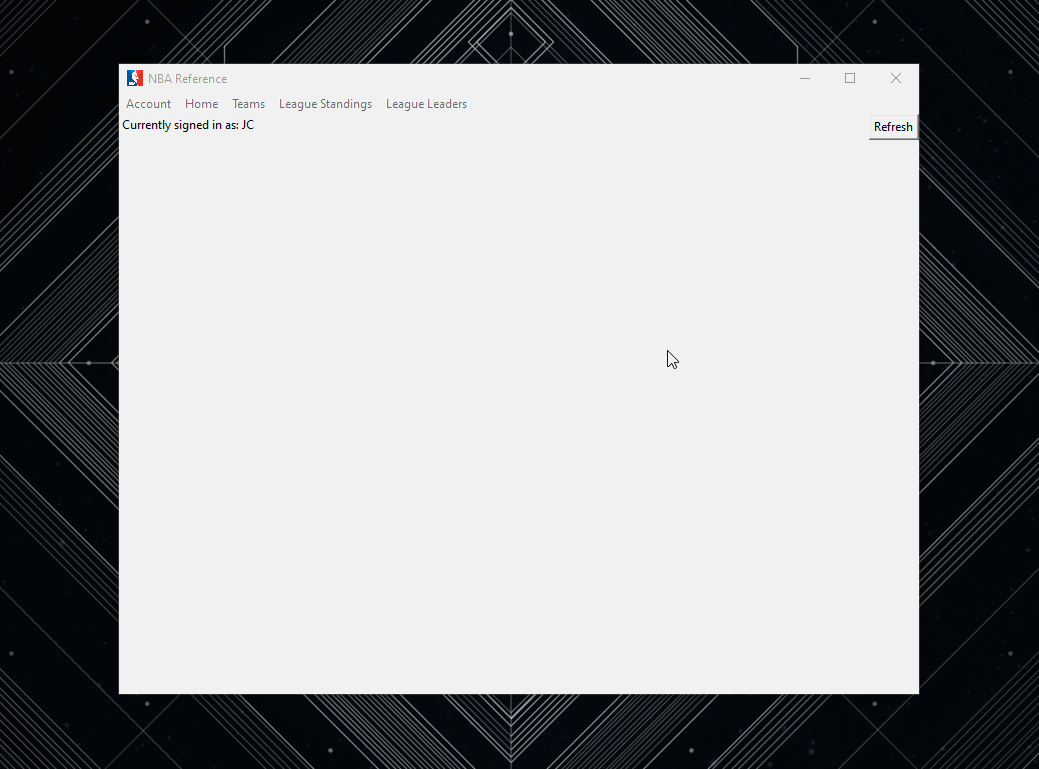 NBA Reference
Account Home Teams League Standings League Leaders
Currently signed in as: JC
Refresh